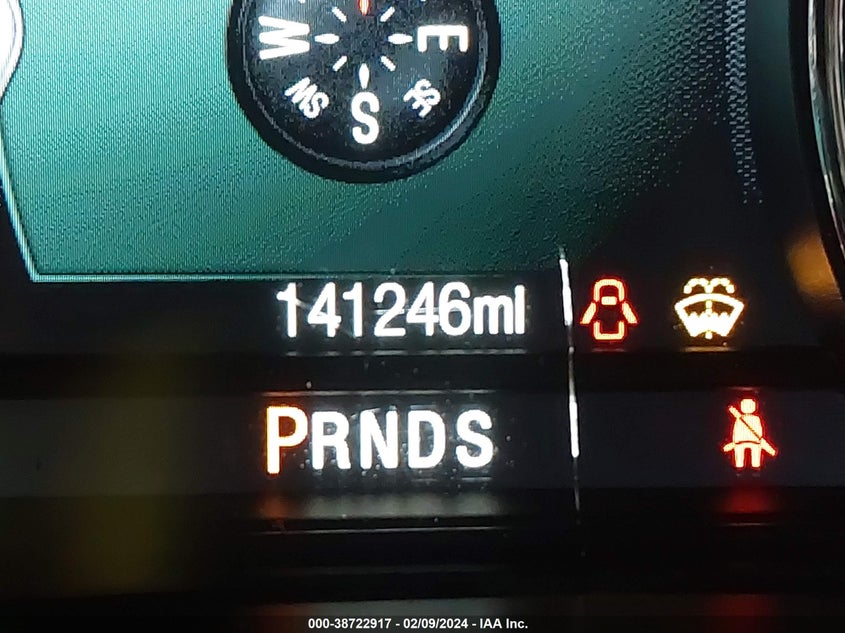 W E
SW S SE
141246mi
PRNDS
000-38722917 - 02/09/2024 - IAA Inc.